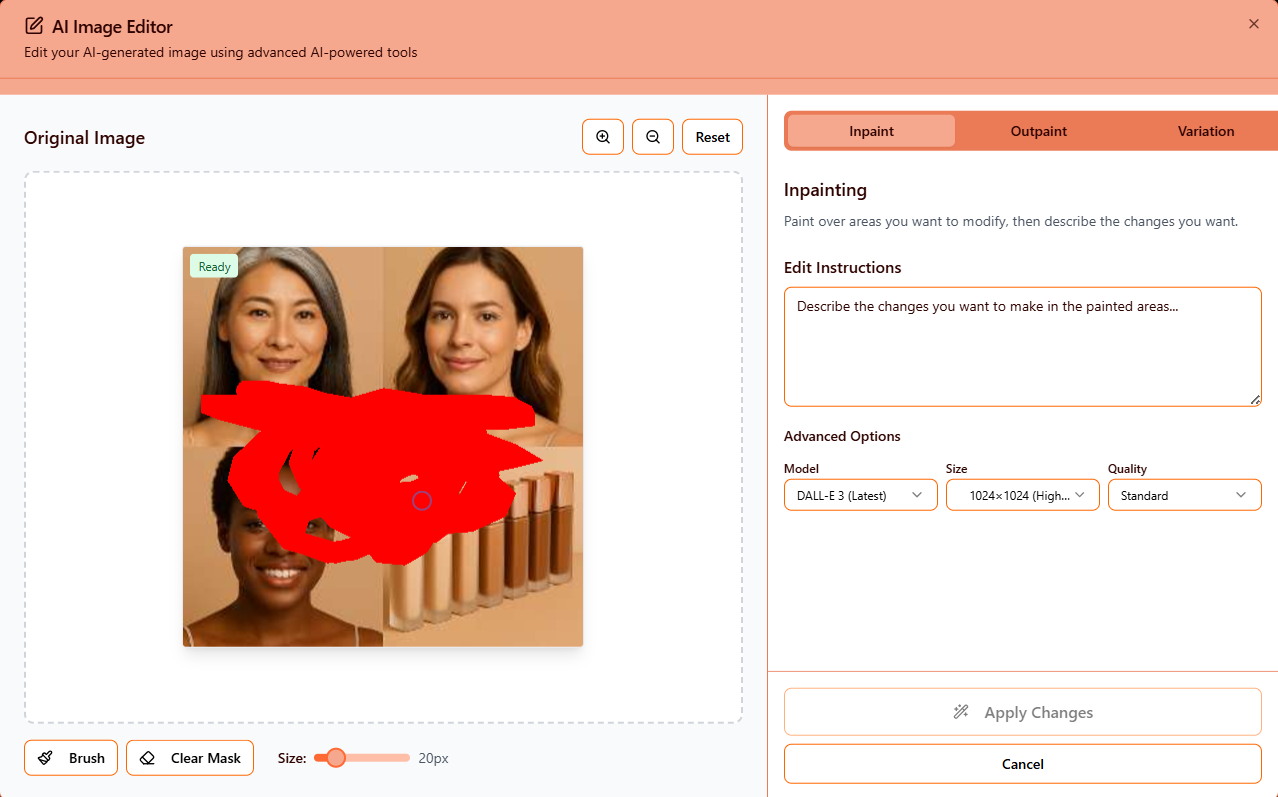 AI Image Editor
Edit your AI-generated image using advanced AI-powered tools
Original Image
Reset
Ready
Brush
Clear Mask
Size:
20px
Inpaint
Outpaint
Variation
Inpainting
Paint over areas you want to modify, then describe the changes you want.
Edit Instructions
Describe the changes you want to make in the painted areas...
Advanced Options
Model
Size
Quality
DALL-E 3 (Latest)
1024×1024 (High...
Standard
Apply Changes
Cancel